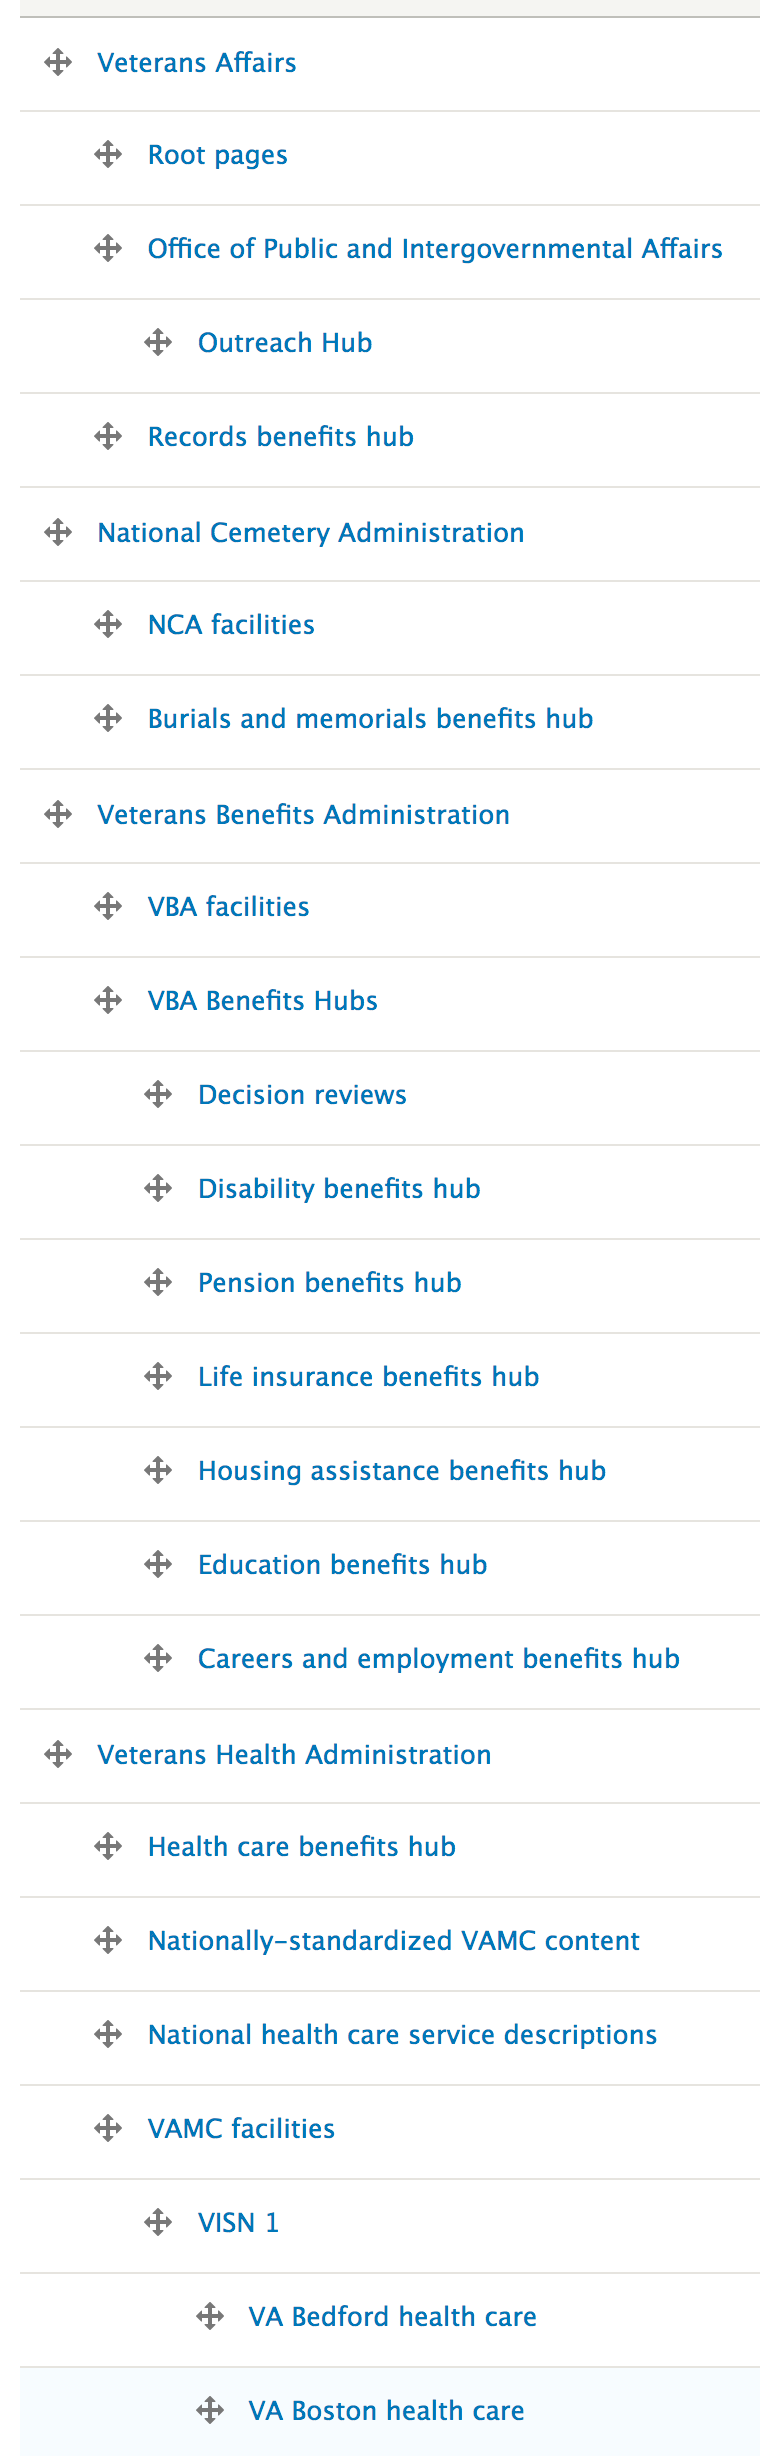 Veterans Affairs
Root pages
Office of Public and Intergovernmental Affairs
Outreach Hub
Records benefits hub
National Cemetery Administration
NCA facilities
Burials and memorials benefits hub
Veterans Benefits Administration
VBA facilities
VBA Benefits Hubs
Decision reviews
Disability benefits hub
Pension benefits hub
Life insurance benefits hub
Housing assistance benefits hub
Education benefits hub
Careers and employment benefits hub
Veterans Health Administration
Health care benefits hub
Nationally-standardized VAMC content
National health care service descriptions
VAMC facilities
VISN 1
VA Bedford health care
VA Boston health care